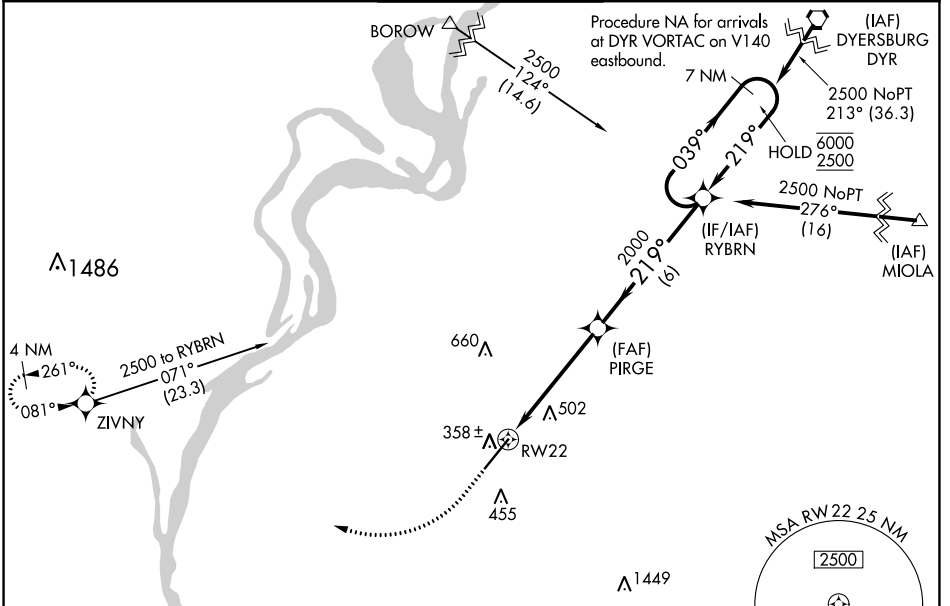 BOROW
2500
124°
(14.6)
Procedure NA for arrivals
at DYR VORTAC on V140
eastbound.
(IAF)
DYERSBURG
DYR
7 NM
2500 NoPT
213° (36.3)
039°
219°
HOLD
6000
2500
2500 NoPT
276°
(16)
(IF/IAF)
RYBRN
(IAF)
MIOLA
2000
219°
(6)
1486
4 NM
261°
081°
2500 to RYBRN
071°
(23.3)
ZIVNY
660
(FAF)
PIRGE
502
358±
RW22
455
MSA RW22 25 NM
2500
1449